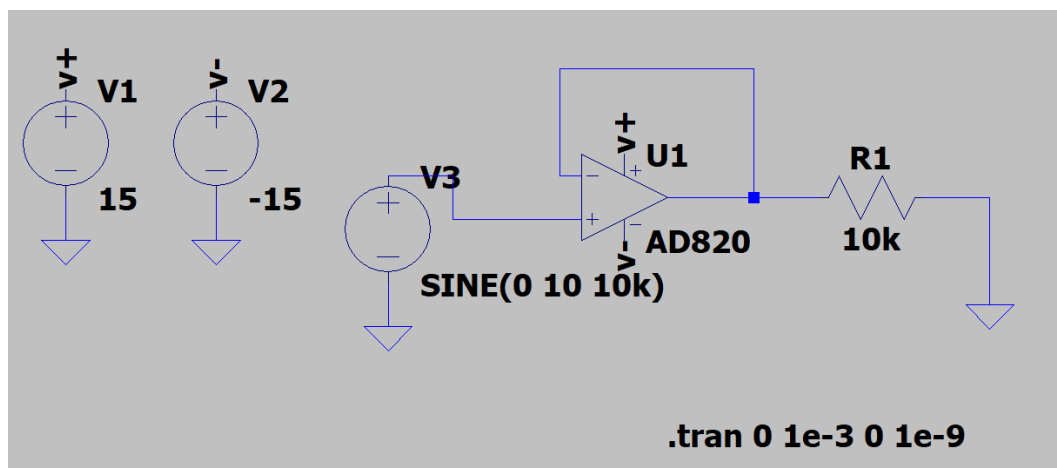 v+
V1
15
v-
V2
-15
V3
SINE(0 10 10k)
v+
U1
AD820
v-
R1
10k
.tran 0 1e-3 0 1e-9